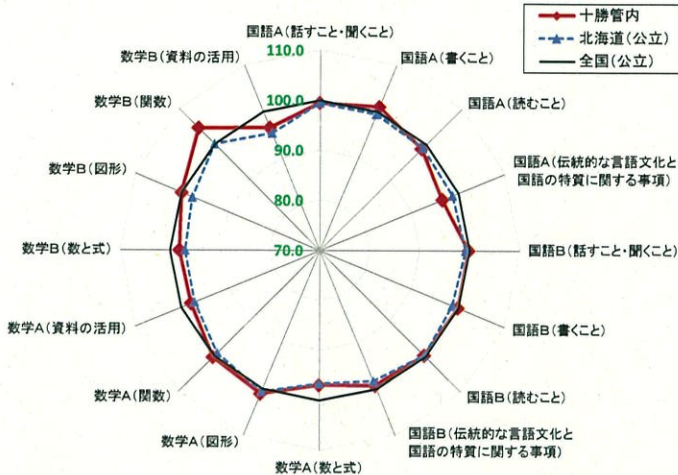 十勝管内
北海道(公立)
全国(公立)
国語A(話すこと・聞くこと)
国語A(書くこと)
国語A(読むこと)
国語A(伝統的な言語文化と
国語の特質に関する事項)
国語B(話すこと・聞くこと)
国語B(書くこと)
国語B(読むこと)
国語B(伝統的な言語文化と
国語の特質に関する事項)
数学A(数と式)
数学A(図形)
数学A(関数)
数学A(資料の活用)
数学B(数と式)
数学B(図形)
数学B(関数)
数学B(資料の活用)
110.0
100.0
90.0
80.0
70.0